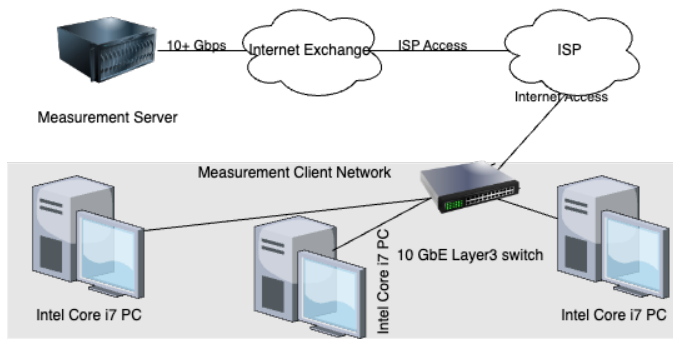 10+ Gbps
Internet Exchange
ISP Access
ISP
Internet Access
Measurement Server
Measurement Client Network
10 GbE Layer3 switch
Intel Core i7 PC
Intel Core i7 PC
Intel Core i7 PC